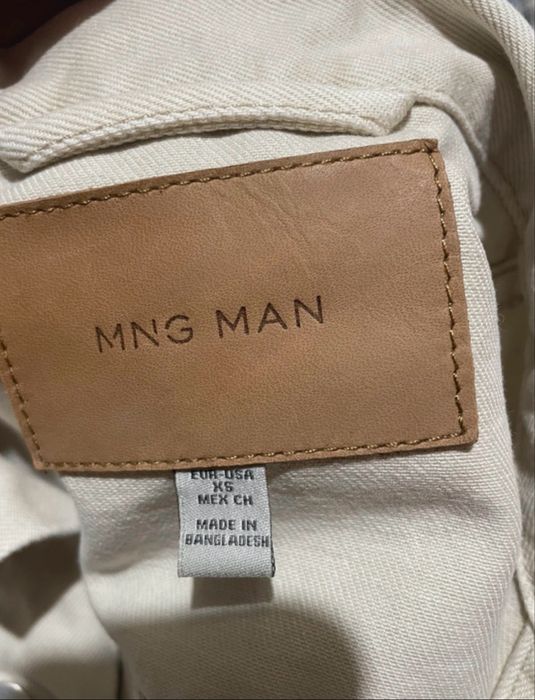 MNG MAN
EUR-USA
XS
MEX CH
MADE IN
BANGLADESH